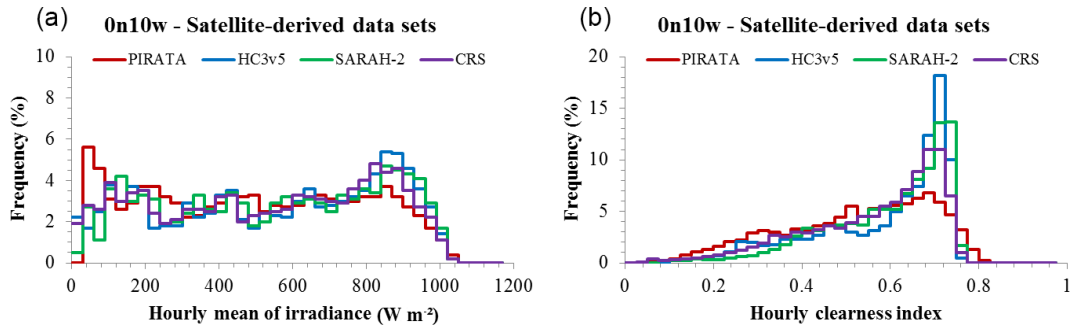 (a)
0n10w - Satellite-derived data sets
PIRATA HC3v5 SARAH-2 CRS
Frequency (%)
10
8
6
4
2
0
0 200 400 600 800 1000 1200
Hourly mean of irradiance (W m⁻²)
(b)
0n10w - Satellite-derived data sets
PIRATA HC3v5 SARAH-2 CRS
Frequency (%)
20
15
10
5
0
0 0.2 0.4 0.6 0.8 1
Hourly clearness index